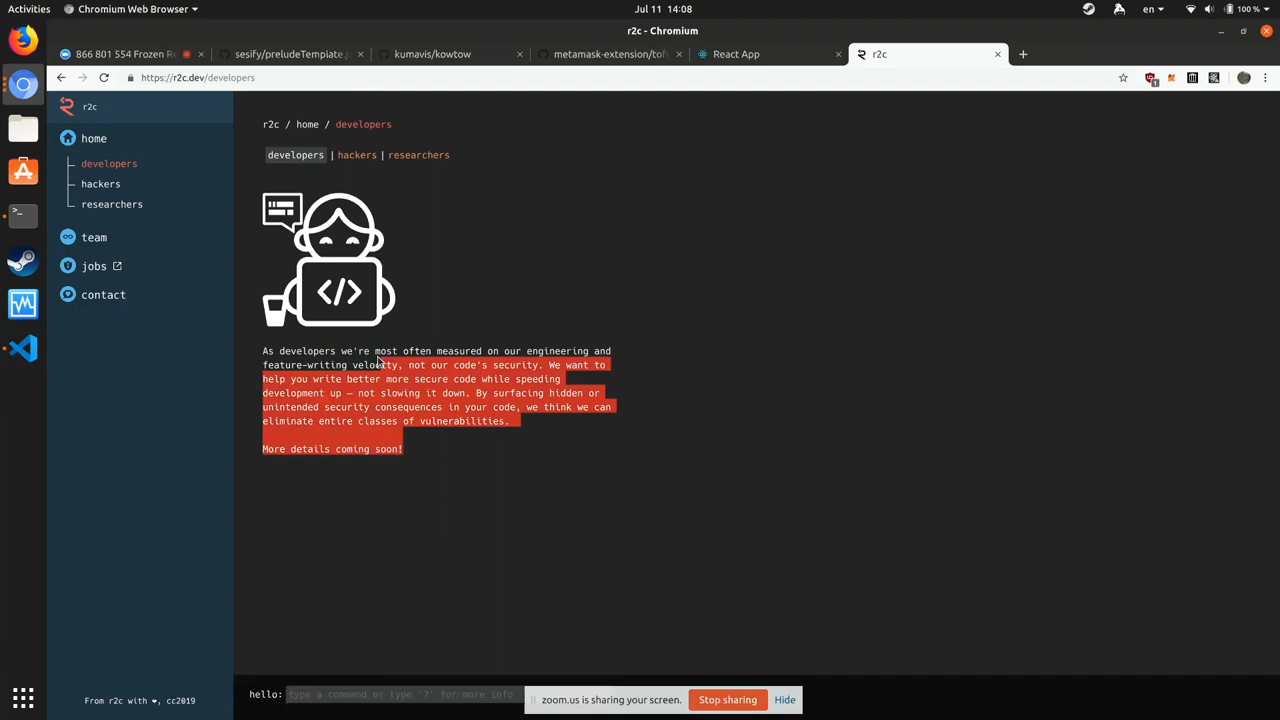 Activities
Chromium Web Browser
Jul 11 14:08
en
100 %
r2c - Chromium
866 801 554 Frozen Re
sesify/preludeTemplate.j
kumavis/kowtow
metamask-extension/tofu
React App
r2c
https://r2c.dev/developers
1
r2c
home
developers
hackers
researchers
team
jobs
contact
From r2c with ❤, cc2019
r2c / home / developers
developers | hackers | researchers
</>
As developers we're most often measured on our engineering and
feature-writing velocity, not our code's security. We want to
help you write better more secure code while speeding
development up — not slowing it down. By surfacing hidden or
unintended security consequences in your code, we think we can
eliminate entire classes of vulnerabilities.
More details coming soon!
hello: type a command or type '?' for more info
zoom.us is sharing your screen.
Stop sharing
Hide